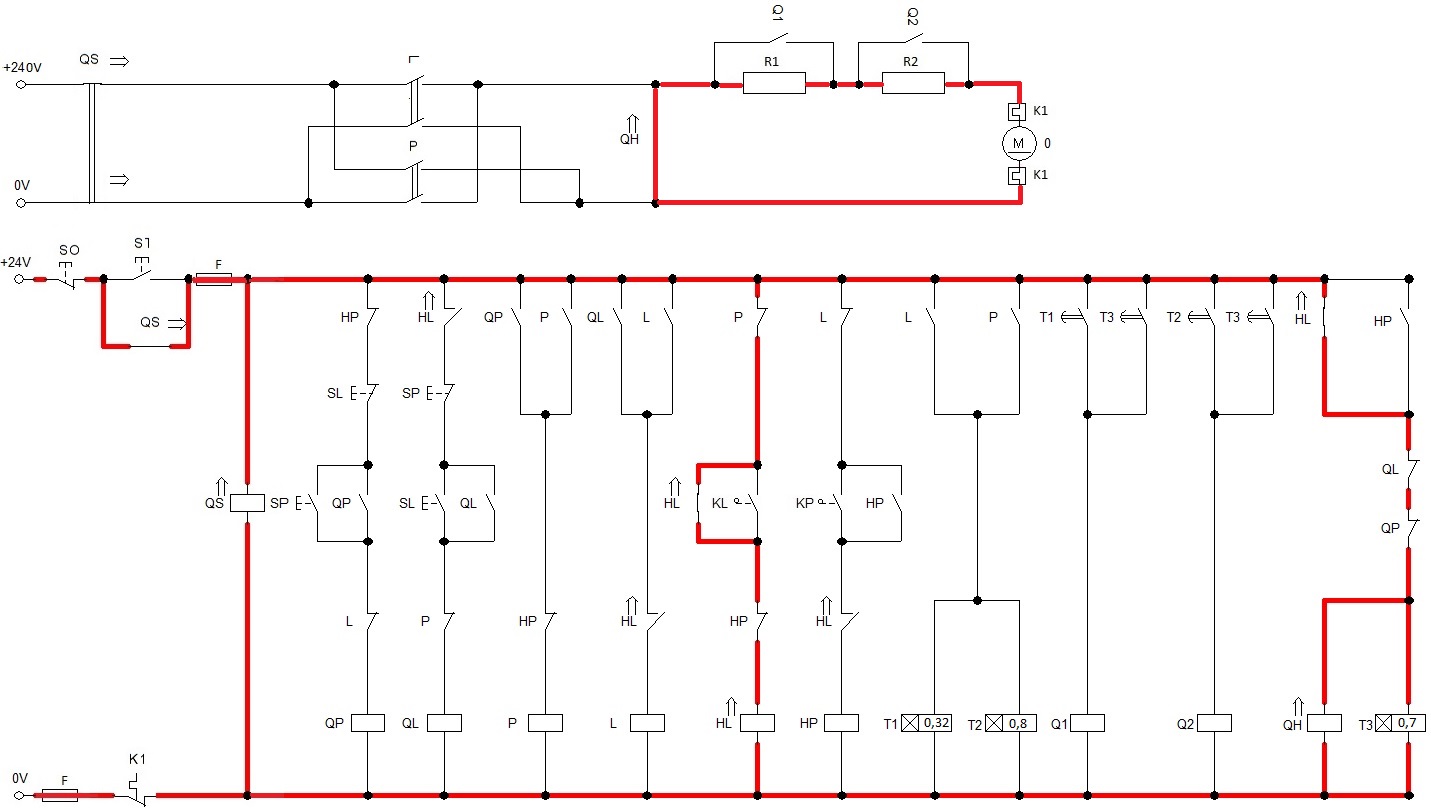 Q1 Q2
QS L
+240V R1 R2
K1
QH
P M 0
0V K1
S0 S1
+24V F
QS
HP HL QP P QL L P L L P T1 T3 T2 T3 HL HP
SL SP
QL
QS SP QP SL QL HL KL KP HP
QP
L P HP HL HP HL
QP QL P L HL HP T1 0,32 T2 0,8 Q1 Q2 QH T3 0,7
K1
0V F